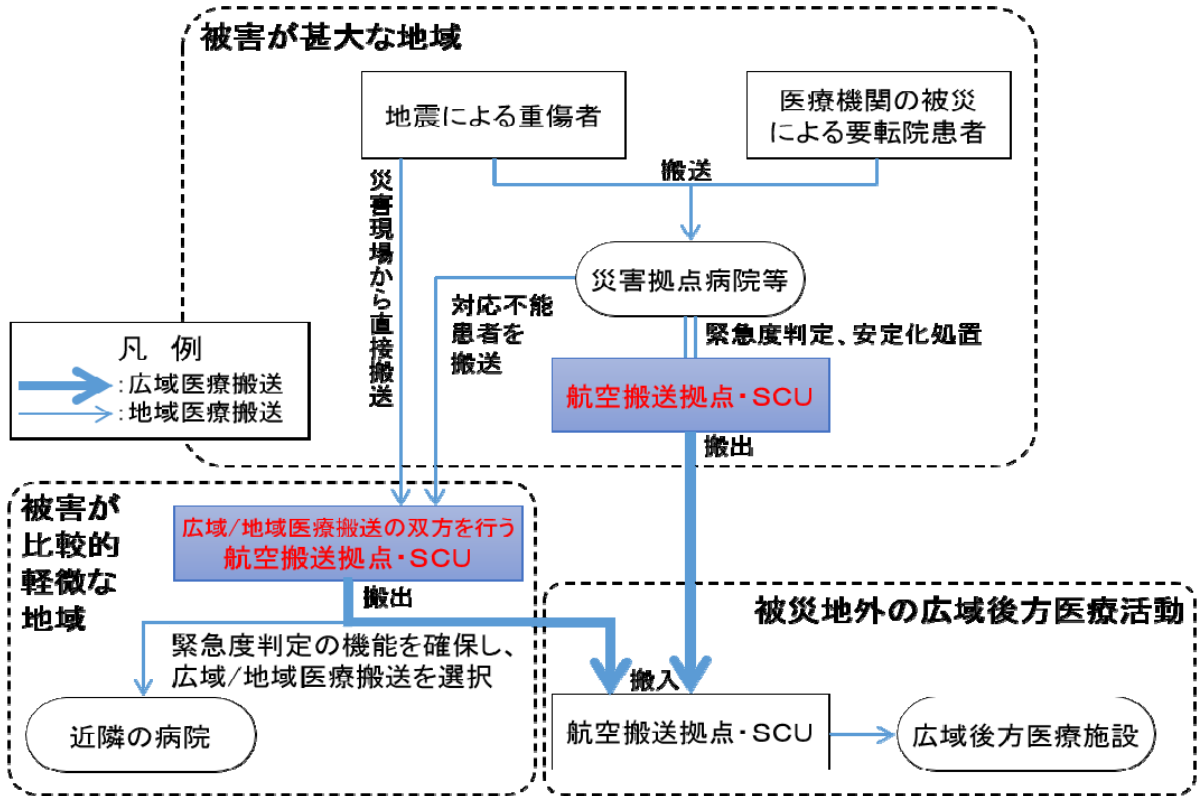 被害が甚大な地域
地震による重傷者
医療機関の被災
による要転院患者
搬送
災害現場から直接搬送
災害拠点病院等
対応不能
患者を
搬送
緊急度判定、安定化処置
航空搬送拠点・SCU
搬出
凡 例
:広域医療搬送
:地域医療搬送
被害が
比較的
軽微な
地域
広域/地域医療搬送の双方を行う
航空搬送拠点・SCU
搬出
緊急度判定の機能を確保し、
広域/地域医療搬送を選択
近隣の病院
被災地外の広域後方医療活動
搬入
航空搬送拠点・SCU
広域後方医療施設